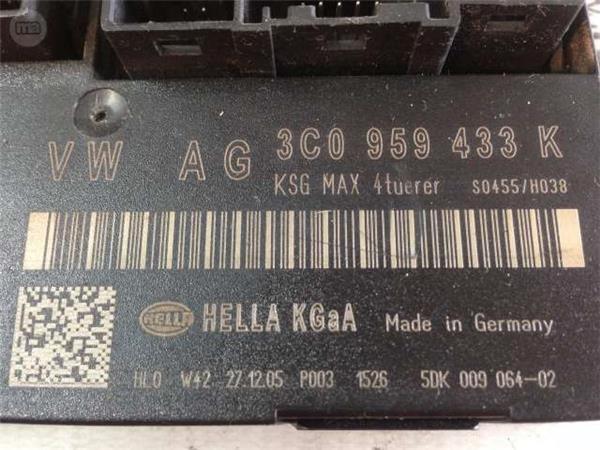 ma
VW AG 3C0 959 433 K
KSG MAX 4tuerer S0455/H038
HELLA HELLA KGaA Made in Germany
HLO W42 27.12.05 P003 1526 5DK 009 064-02